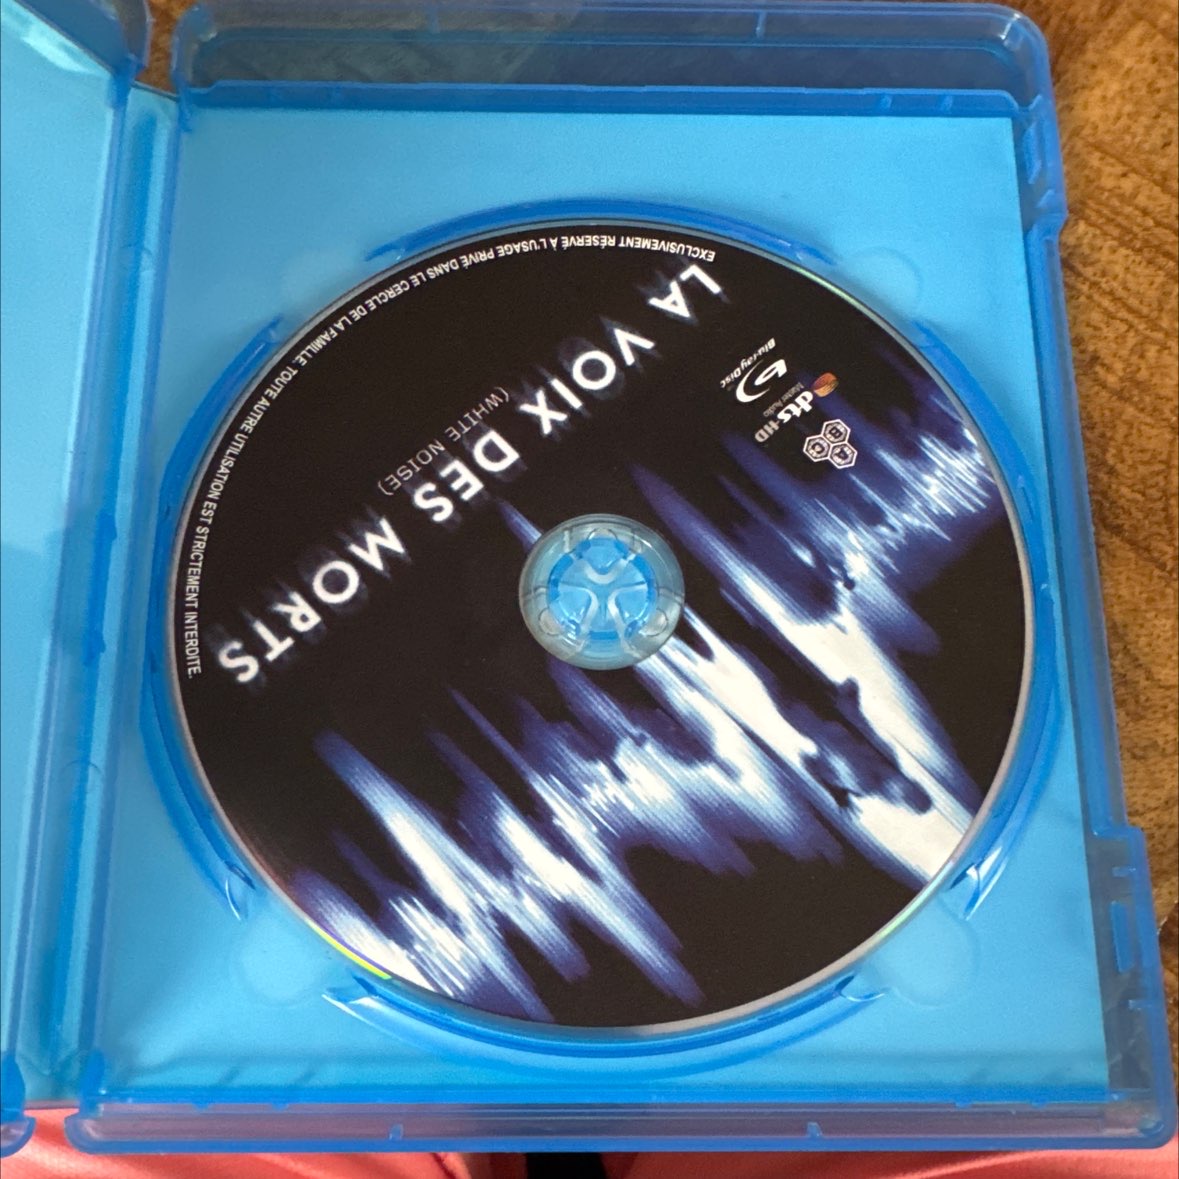 EXCLUSIVEMENT RÉSERVÉ À L'USAGE PRIVÉ DANS LE CERCLE DE LA FAMILLE. TOUTE AUTRE UTILISATION EST STRICTEMENT INTERDITE.
LA VOIX DES MORTS
(WHITE NOISE)
Blu-ray Disc
dts-HD
Master Audio